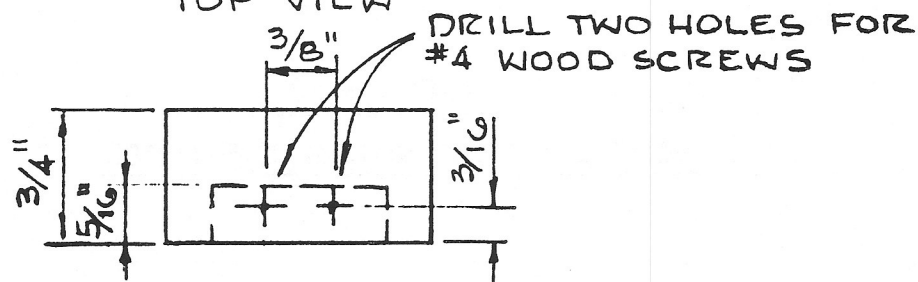 TOP VIEW
DRILL TWO HOLES FOR
#4 WOOD SCREWS
3/8"
3/4"
5/16"
3/16"